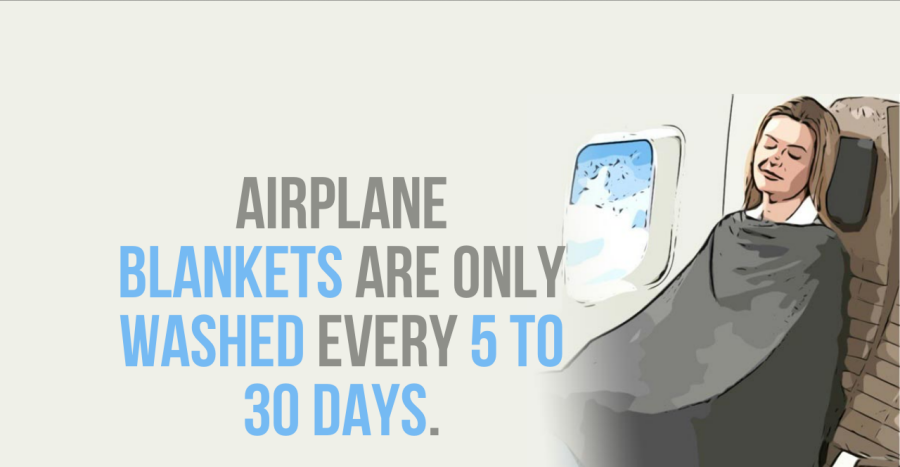 AIRPLANE
BLANKETS ARE ONLY
WASHED EVERY 5 TO
30 DAYS.